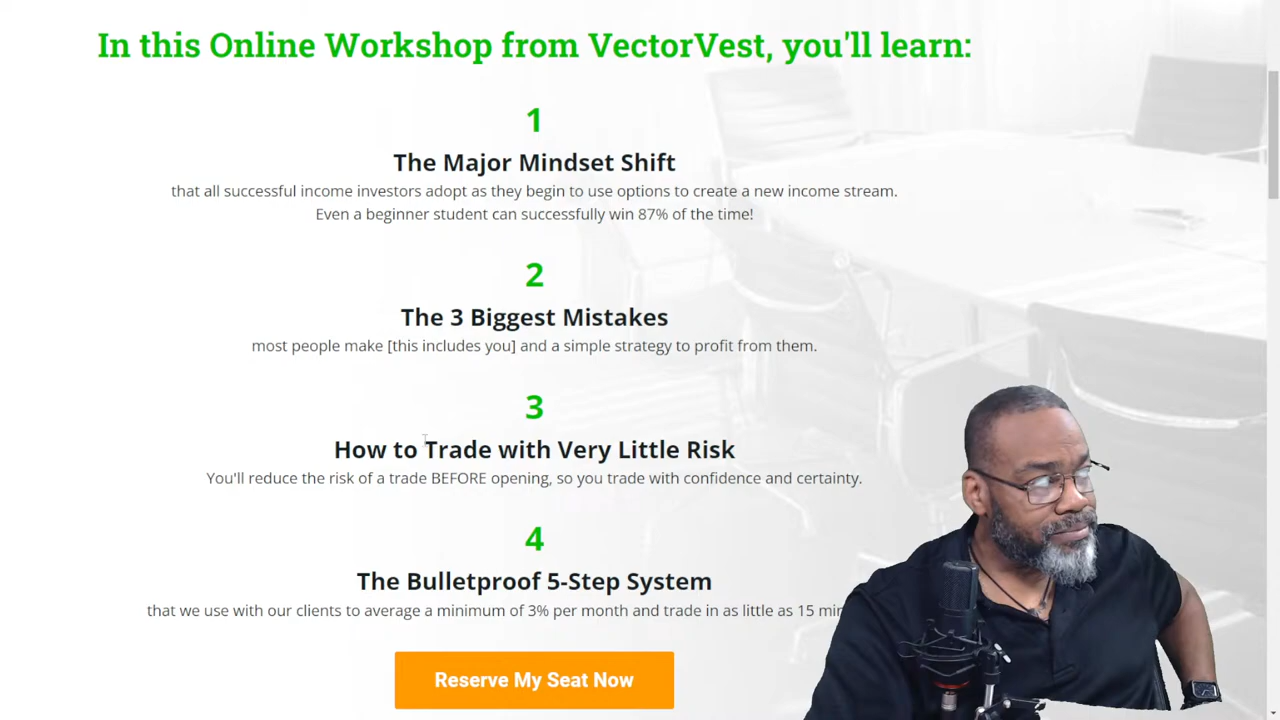 In this Online Workshop from VectorVest, you'll learn:
1
The Major Mindset Shift
that all successful income investors adopt as they begin to use options to create a new income stream.
Even a beginner student can successfully win 87% of the time!
2
The 3 Biggest Mistakes
most people make [this includes you] and a simple strategy to profit from them.
3
How to Trade with Very Little Risk
You'll reduce the risk of a trade BEFORE opening, so you trade with confidence and certainty.
4
The Bulletproof 5-Step System
that we use with our clients to average a minimum of 3% per month and trade in as little as 15
Reserve My Seat Now